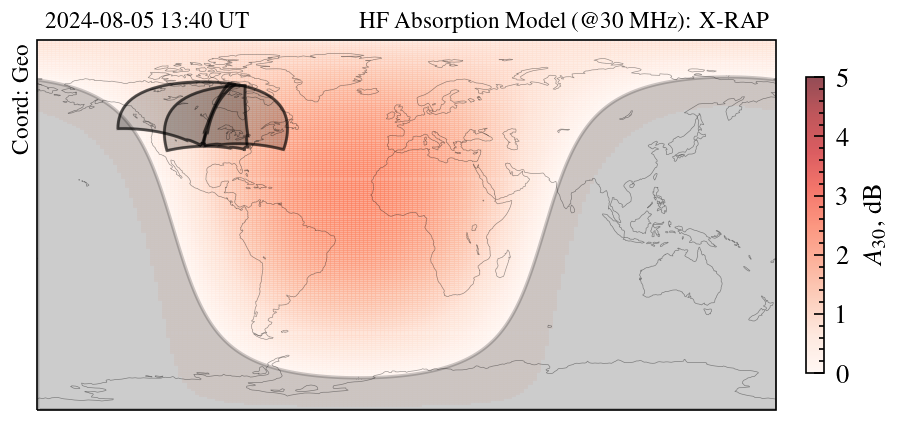 2024-08-05 13:40 UT
HF Absorption Model (@30 MHz): X-RAP
Coord: Geo
5
4
3
2
1
0
A₃₀, dB